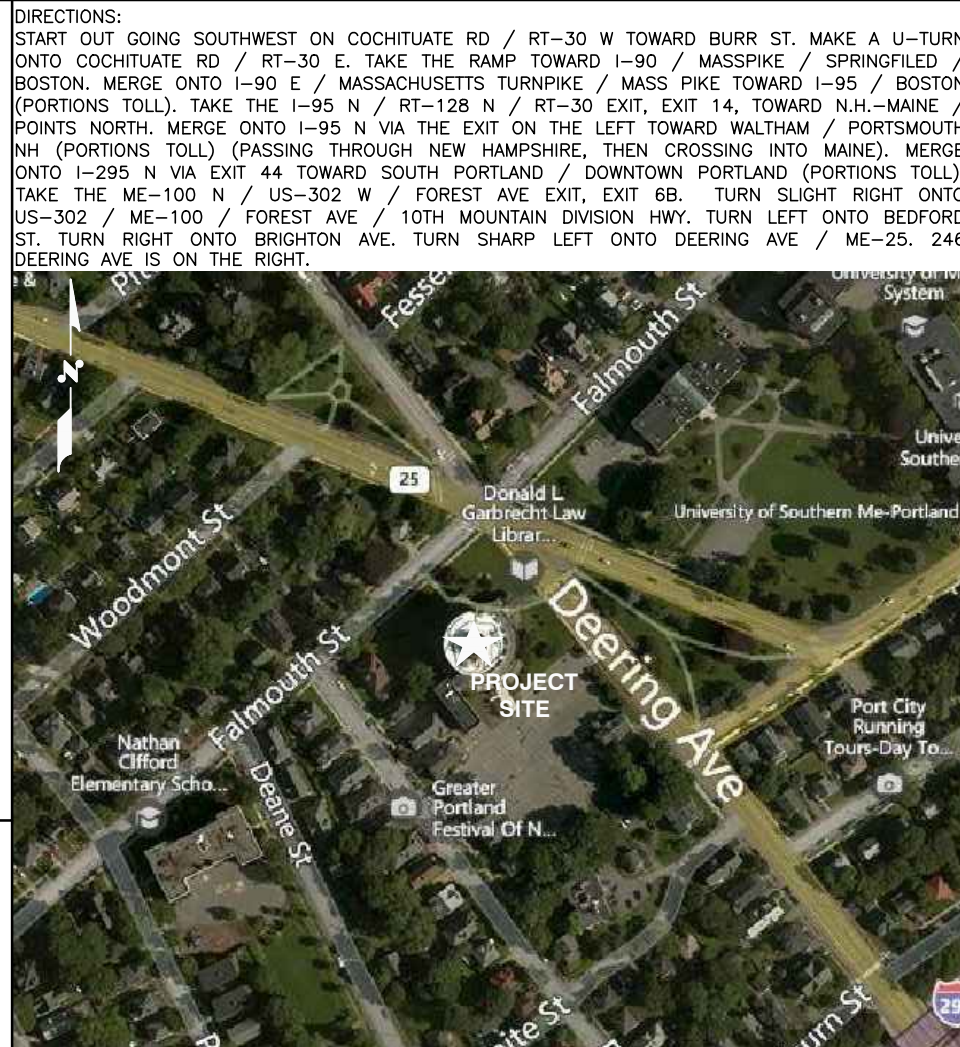 DIRECTIONS:
START OUT GOING SOUTHWEST ON COCHITUATE RD / RT-30 W TOWARD BURR ST. MAKE A U-TURN
ONTO COCHITUATE RD / RT-30 E. TAKE THE RAMP TOWARD I-90 / MASSPIKE / SPRINGFILED /
BOSTON. MERGE ONTO I-90 E / MASSACHUSETTS TURNPIKE / MASS PIKE TOWARD I-95 / BOSTON
(PORTIONS TOLL). TAKE THE I-95 N / RT-128 N / RT-30 EXIT, EXIT 14, TOWARD N.H.-MAINE /
POINTS NORTH. MERGE ONTO I-95 N VIA THE EXIT ON THE LEFT TOWARD WALTHAM / PORTSMOUTH
NH (PORTIONS TOLL) (PASSING THROUGH NEW HAMPSHIRE, THEN CROSSING INTO MAINE). MERGE
ONTO I-295 N VIA EXIT 44 TOWARD SOUTH PORTLAND / DOWNTOWN PORTLAND (PORTIONS TOLL)
TAKE THE ME-100 N / US-302 W / FOREST AVE EXIT, EXIT 6B. TURN SLIGHT RIGHT ONTO
US-302 / ME-100 / FOREST AVE / 10TH MOUNTAIN DIVISION HWY. TURN LEFT ONTO BEDFORD
ST. TURN RIGHT ONTO BRIGHTON AVE. TURN SHARP LEFT ONTO DEERING AVE / ME-25. 246
DEERING AVE IS ON THE RIGHT.
N
Falmouth St
System
25
Donald L
Garbrecht Law
Librar...
University of Southern Me-Portland
Woodmont St
Deering Ave
PROJECT
SITE
Falmouth St
Port City
Running
Tours-Day To...
Nathan
Clifford
Elementary Scho...
Deane St
Greater
Portland
Festival Of N...